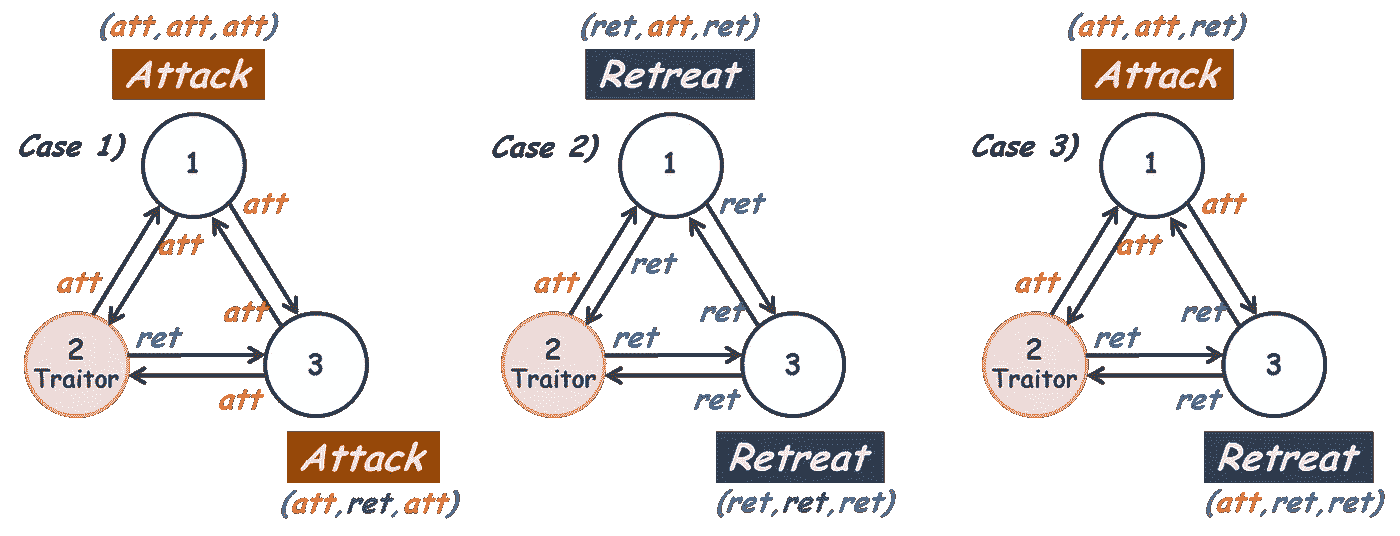 (att,att,att)
Attack
Case 1)
1
att
att
att
att
2
Traitor
ret
3
att
Attack
(att,ret,att)
(ret,att,ret)
Retreat
Case 2)
1
ret
ret
att
ret
2
Traitor
ret
3
ret
Retreat
(ret,ret,ret)
(att,att,ret)
Attack
Case 3)
1
att
att
att
ret
2
Traitor
ret
3
ret
Retreat
(att,ret,ret)